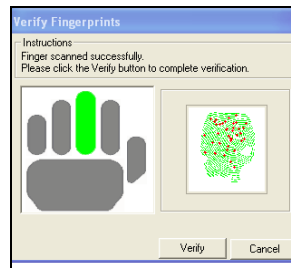 Verify Fingerprints
Instructions
Finger scanned successfully.
Please click the Verify button to complete verification.
Verify
Cancel